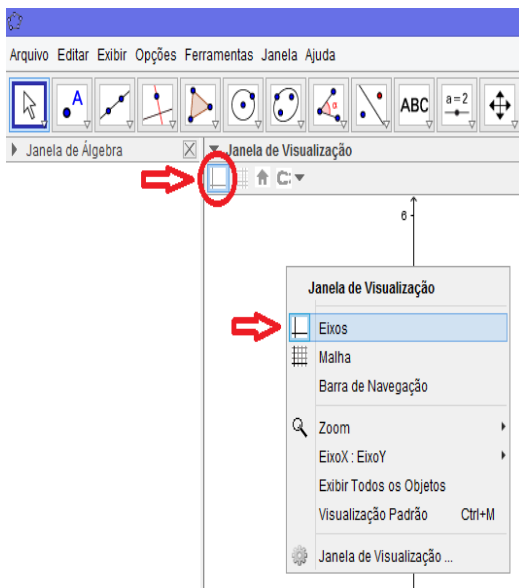 Arquivo Editar Exibir Opções Ferramentas Janela Ajuda
A α ABC a=2
Janela de Álgebra
Janela de Visualização
6
Janela de Visualização
Eixos
Malha
Barra de Navegação
Zoom
EixoX : EixoY
Exibir Todos os Objetos
Visualização Padrão Ctrl+M
Janela de Visualização ...